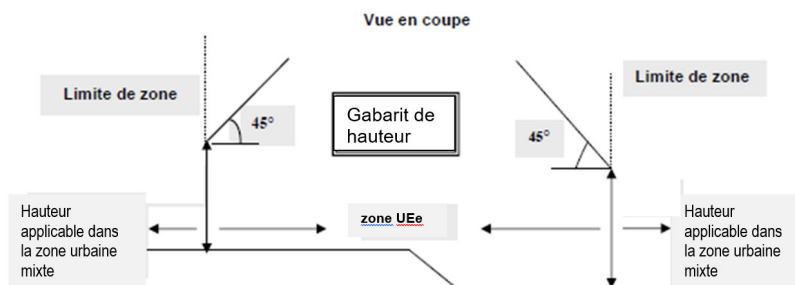 Vue en coupe
Limite de zone
Limite de zone
45°
Gabarit de
hauteur
45°
Hauteur
applicable dans
la zone urbaine
mixte
zone UEe
Hauteur
applicable dans
la zone urbaine
mixte